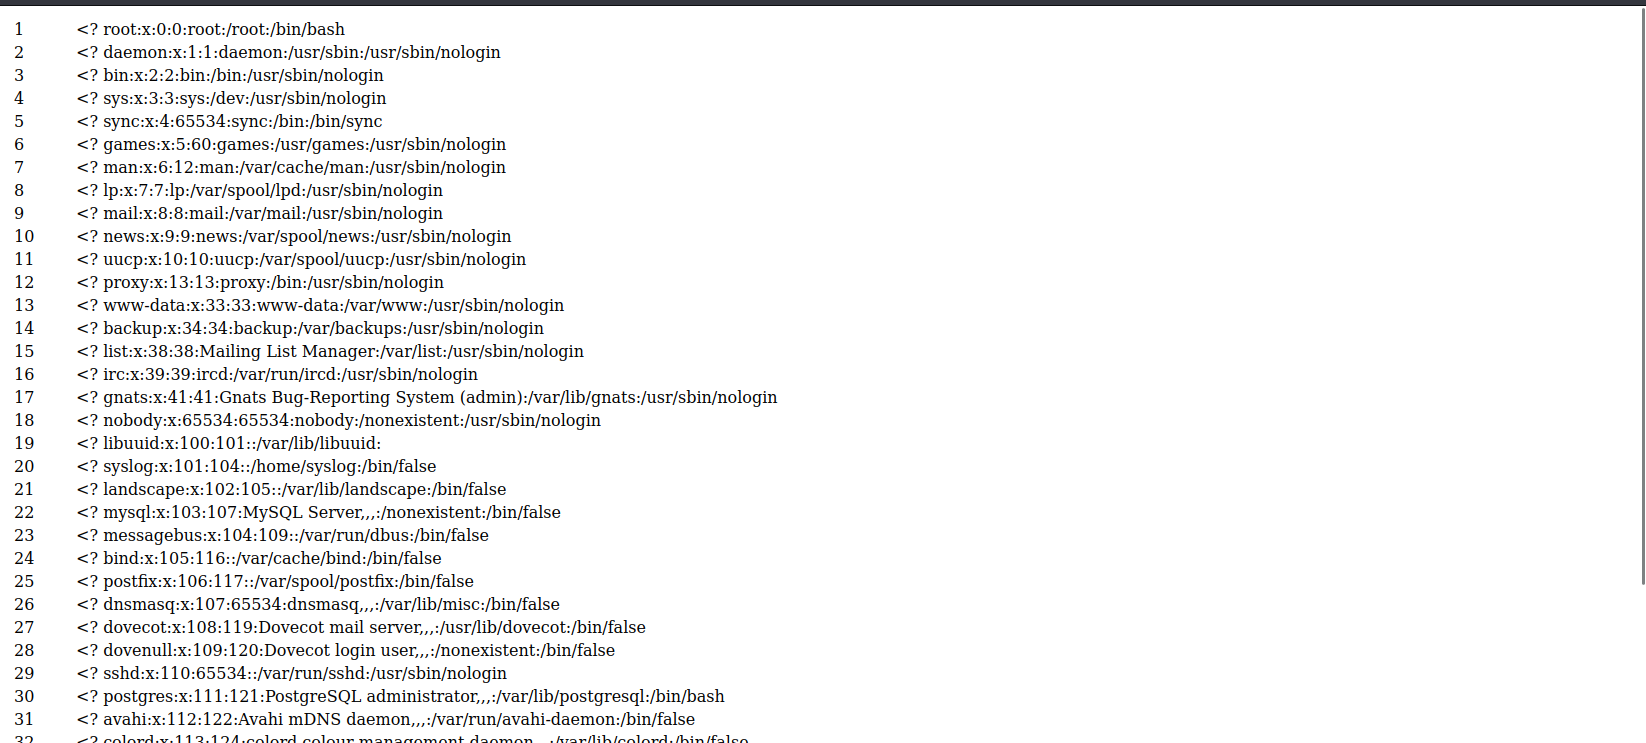 1 <? root:x:0:0:root:/root:/bin/bash
2 <? daemon:x:1:1:daemon:/usr/sbin:/usr/sbin/nologin
3 <? bin:x:2:2:bin:/bin:/usr/sbin/nologin
4 <? sys:x:3:3:sys:/dev:/usr/sbin/nologin
5 <? sync:x:4:65534:sync:/bin:/bin/sync
6 <? games:x:5:60:games:/usr/games:/usr/sbin/nologin
7 <? man:x:6:12:man:/var/cache/man:/usr/sbin/nologin
8 <? lp:x:7:7:lp:/var/spool/lpd:/usr/sbin/nologin
9 <? mail:x:8:8:mail:/var/mail:/usr/sbin/nologin
10 <? news:x:9:9:news:/var/spool/news:/usr/sbin/nologin
11 <? uucp:x:10:10:uucp:/var/spool/uucp:/usr/sbin/nologin
12 <? proxy:x:13:13:proxy:/bin:/usr/sbin/nologin
13 <? www-data:x:33:33:www-data:/var/www:/usr/sbin/nologin
14 <? backup:x:34:34:backup:/var/backups:/usr/sbin/nologin
15 <? list:x:38:38:Mailing List Manager:/var/list:/usr/sbin/nologin
16 <? irc:x:39:39:ircd:/var/run/ircd:/usr/sbin/nologin
17 <? gnats:x:41:41:Gnats Bug-Reporting System (admin):/var/lib/gnats:/usr/sbin/nologin
18 <? nobody:x:65534:65534:nobody:/nonexistent:/usr/sbin/nologin
19 <? libuuid:x:100:101::/var/lib/libuuid:
20 <? syslog:x:101:104::/home/syslog:/bin/false
21 <? landscape:x:102:105::/var/lib/landscape:/bin/false
22 <? mysql:x:103:107:MySQL Server,,,:/nonexistent:/bin/false
23 <? messagebus:x:104:109::/var/run/dbus:/bin/false
24 <? bind:x:105:116::/var/cache/bind:/bin/false
25 <? postfix:x:106:117::/var/spool/postfix:/bin/false
26 <? dnsmasq:x:107:65534:dnsmasq,,,:/var/lib/misc:/bin/false
27 <? dovecot:x:108:119:Dovecot mail server,,,:/usr/lib/dovecot:/bin/false
28 <? dovenull:x:109:120:Dovecot login user,,,:/nonexistent:/bin/false
29 <? sshd:x:110:65534::/var/run/sshd:/usr/sbin/nologin
30 <? postgres:x:111:121:PostgreSQL administrator,,,:/var/lib/postgresql:/bin/bash
31 <? avahi:x:112:122:Avahi mDNS daemon,,,:/var/run/avahi-daemon:/bin/false
32 <? colord:x:113:124:colord colour management daemon,,,:/var/lib/colord:/bin/false